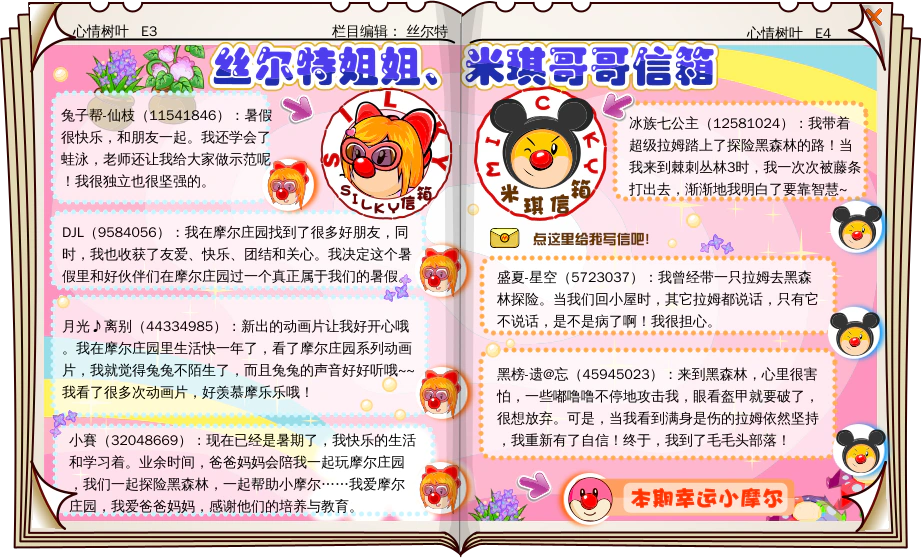 心情树叶 E3
栏目编辑： 丝尔特
心情树叶 E4
丝尔特姐姐、米琪哥哥信箱
兔子帮-仙枝（11541846）：暑假
很快乐，和朋友一起。我还学会了
蛙泳，老师还让我给大家做示范呢
！我很独立也很坚强的。
SILKY
SILKY信箱
DJL（9584056）：我在摩尔庄园找到了很多好朋友，同
时，我也收获了友爱、快乐、团结和关心。我决定这个暑
假里和好伙伴们在摩尔庄园过一个真正属于我们的暑假。
月光♪离别（44334985）：新出的动画片让我好开心哦
。我在摩尔庄园里生活快一年了，看了摩尔庄园系列动画
片，我就觉得兔兔不陌生了，而且兔兔的声音好好听哦~~
我看了很多次动画片，好羡慕摩乐乐哦！
小赛（32048669）：现在已经是暑期了，我快乐的生活
和学习着。业余时间，爸爸妈妈会陪我一起玩摩尔庄园
，我们一起探险黑森林，一起帮助小摩尔……我爱摩尔
庄园，我爱爸爸妈妈，感谢他们的培养与教育。
MICKY
米琪信箱
冰族七公主（12581024）：我带着
超级拉姆踏上了探险黑森林的路！当
我来到棘刺丛林3时，我一次次被藤条
打出去，渐渐地我明白了要靠智慧~
点这里给我写信吧!
盛夏-星空（5723037）：我曾经带一只拉姆去黑森
林探险。当我们回小屋时，其它拉姆都说话，只有它
不说话，是不是病了啊！我很担心。
黑榜-遗@忘（45945023）：来到黑森林，心里很害
怕，一些嘟噜噜不停地攻击我，眼看盔甲就要破了，
很想放弃。可是，当我看到满身是伤的拉姆依然坚持
，我重新有了自信！终于，我到了毛毛头部落！
本期幸运小摩尔